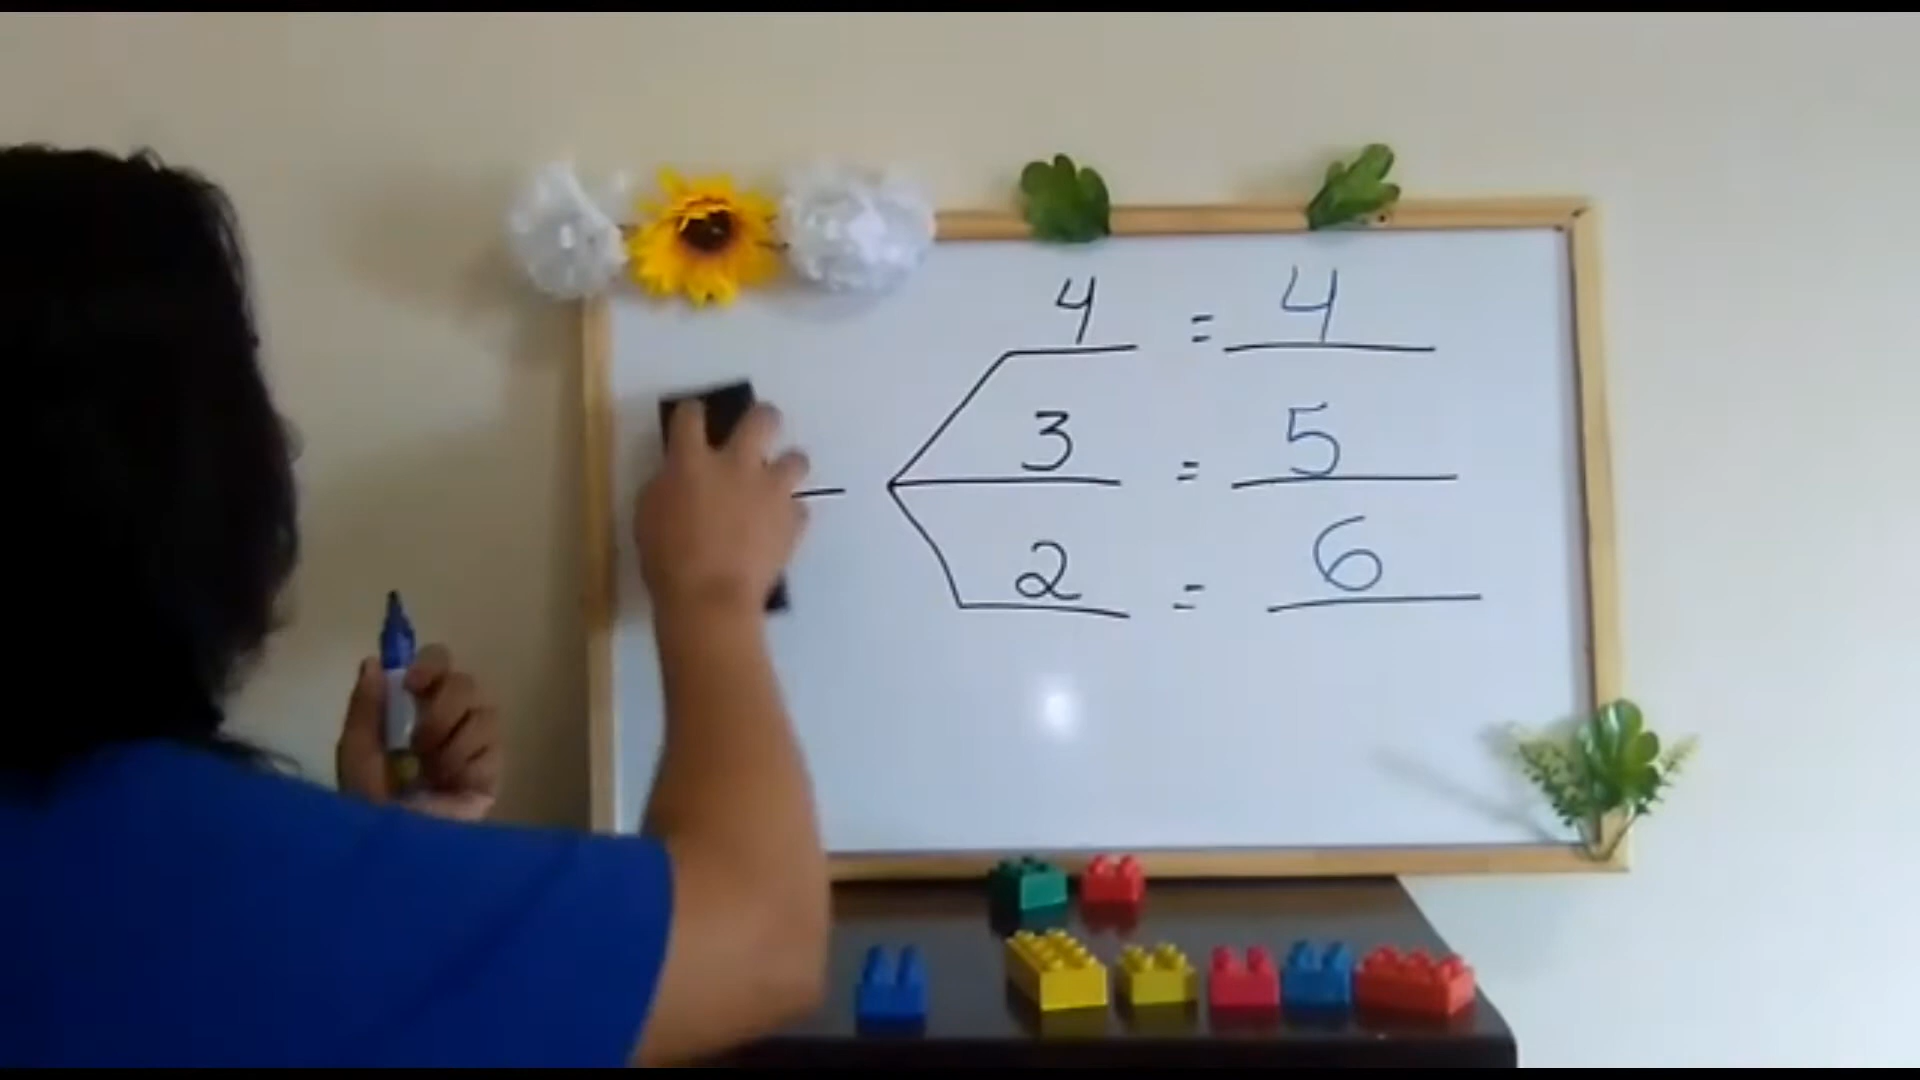 4 = 4
- 3 = 5
2 = 6